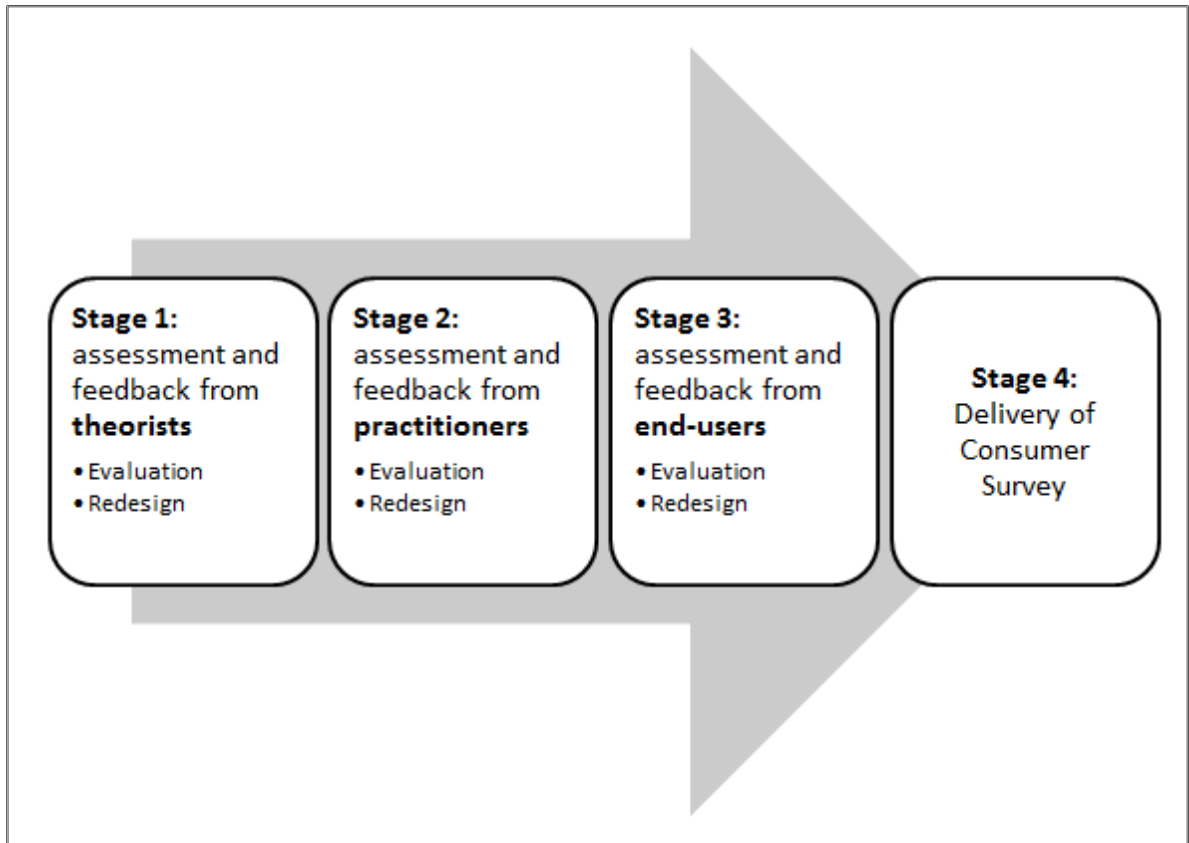 Stage 1:
assessment and
feedback from
theorists
• Evaluation
• Redesign
Stage 2:
assessment and
feedback from
practitioners
• Evaluation
• Redesign
Stage 3:
assessment and
feedback from
end-users
• Evaluation
• Redesign
Stage 4:
Delivery of
Consumer
Survey